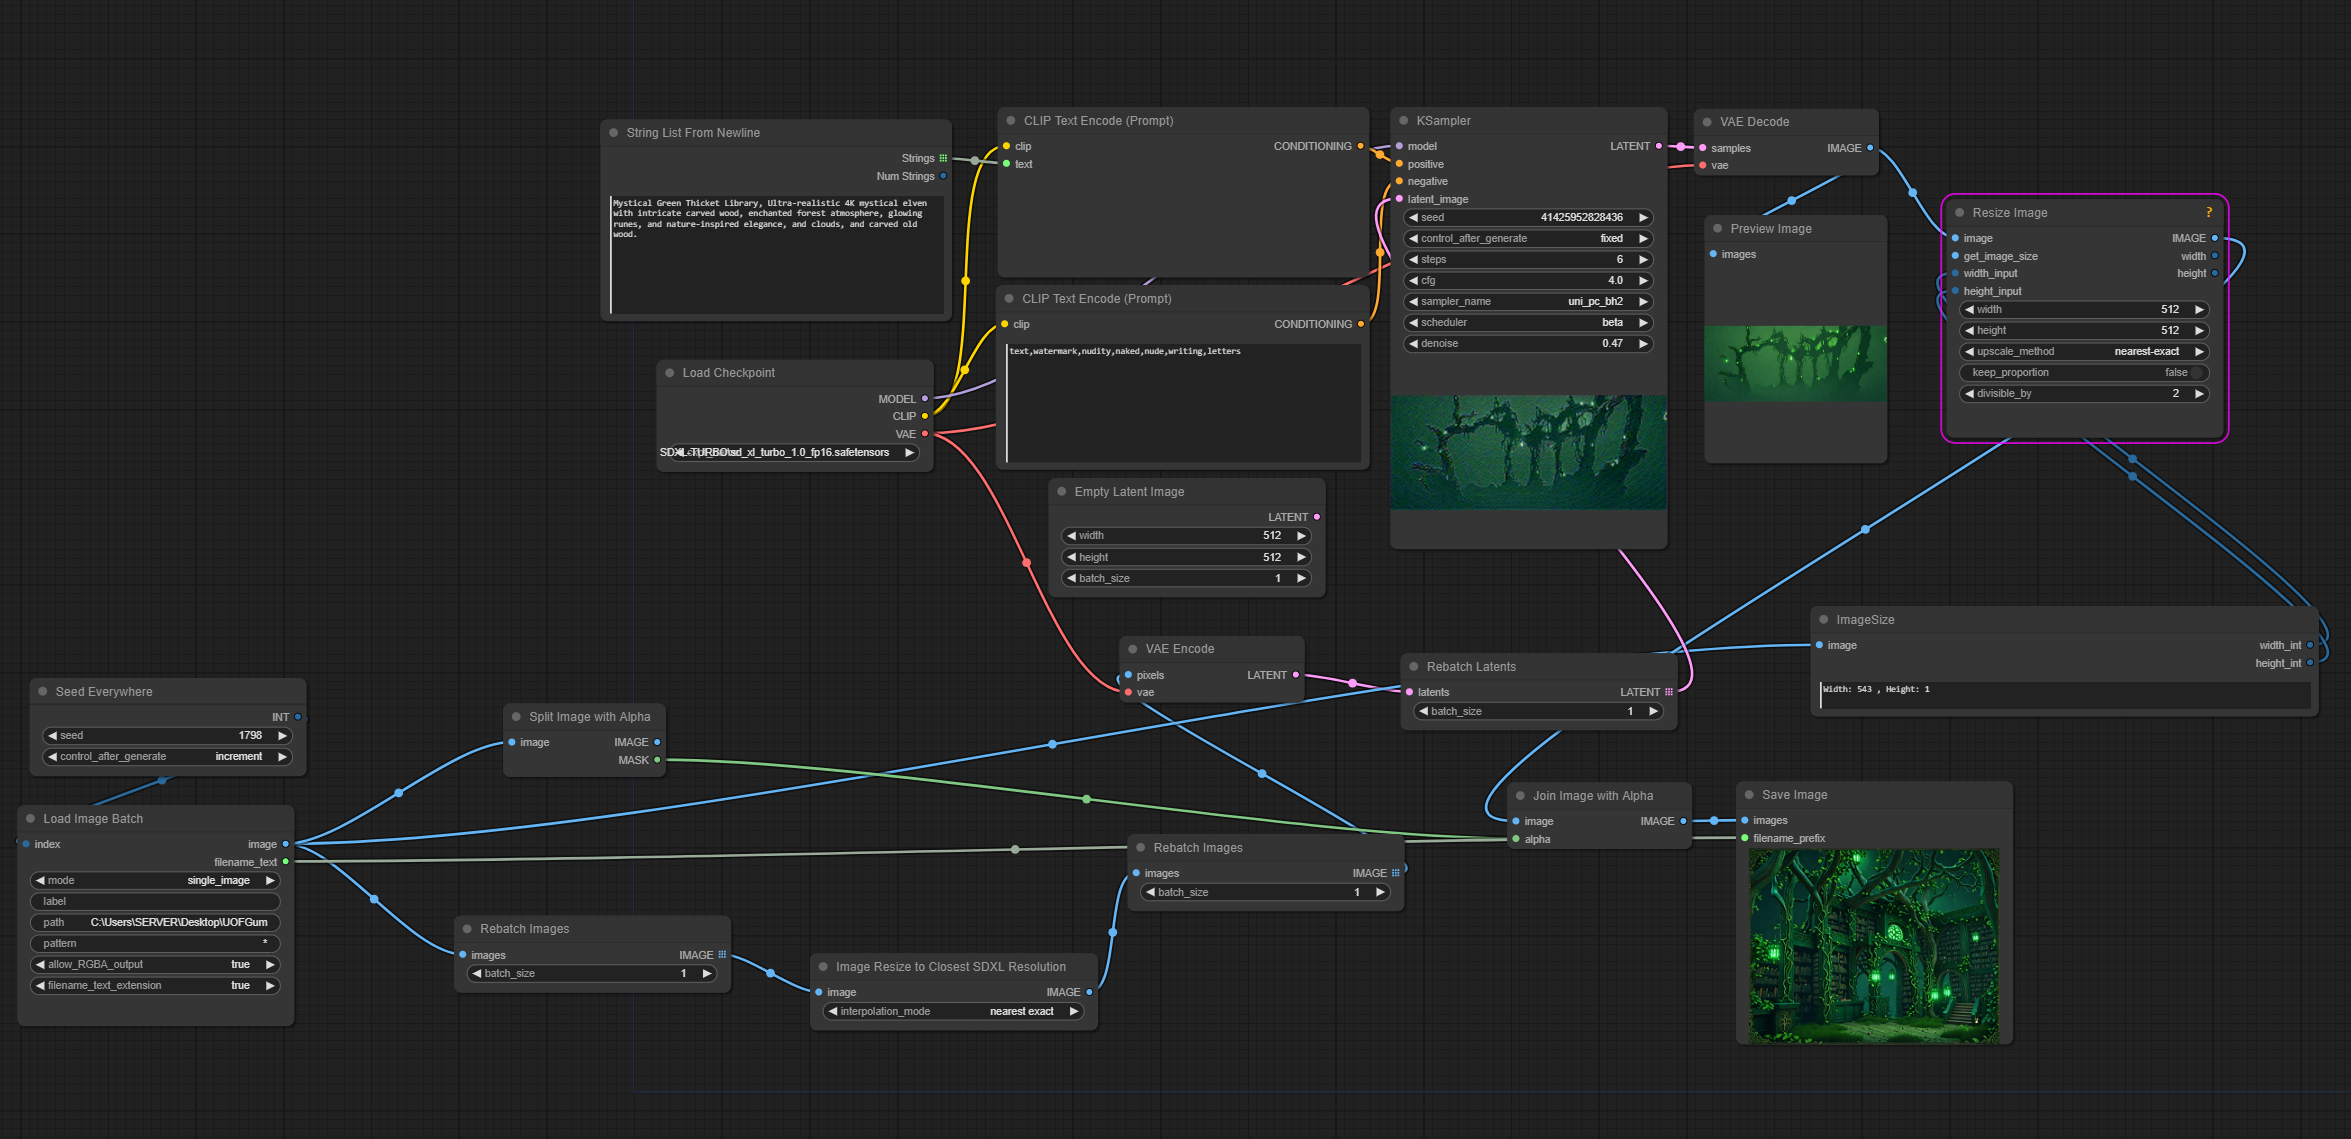 String List From Newline
Strings
Num Strings
Mystical Green Thicket Library, Ultra-realistic 4K mystical elven
with intricate carved wood, enchanted forest atmosphere, glowing
runes, and nature-inspired elegance, and clouds, and carved old
wood.
CLIP Text Encode (Prompt)
clip CONDITIONING
text
CLIP Text Encode (Prompt)
clip CONDITIONING
text,watermark,nudity,naked,nude,writing,letters
Load Checkpoint
MODEL
CLIP
VAE
sd_xl_turbo_1.0_fp16.safetensors
KSampler
model LATENT
positive
negative
latent_image
seed 41425952828436
control_after_generate fixed
steps 6
cfg 4.0
sampler_name uni_pc_bh2
scheduler beta
denoise 0.47
VAE Decode
samples IMAGE
vae
Preview Image
images
Resize Image ?
image IMAGE
get_image_size width
width_input height
height_input
width 512
height 512
upscale_method nearest-exact
keep_proportion false
divisible_by 2
Empty Latent Image
LATENT
width 512
height 512
batch_size 1
VAE Encode
pixels LATENT
vae
Rebatch Latents
latents LATENT
batch_size 1
ImageSize
image width_int
height_int
Width: 543 , Height: 1
Seed Everywhere
INT
seed 1798
control_after_generate increment
Split Image with Alpha
image IMAGE
MASK
Load Image Batch
index image
filename_text
mode single_image
label
path C:\Users\SERVER\Desktop\UOFGum
pattern *
allow_RGBA_output true
filename_text_extension true
Rebatch Images
images IMAGE
batch_size 1
Image Resize to Closest SDXL Resolution
image IMAGE
interpolation_mode nearest exact
Rebatch Images
images IMAGE
batch_size 1
Join Image with Alpha
image IMAGE
alpha
Save Image
images
filename_prefix